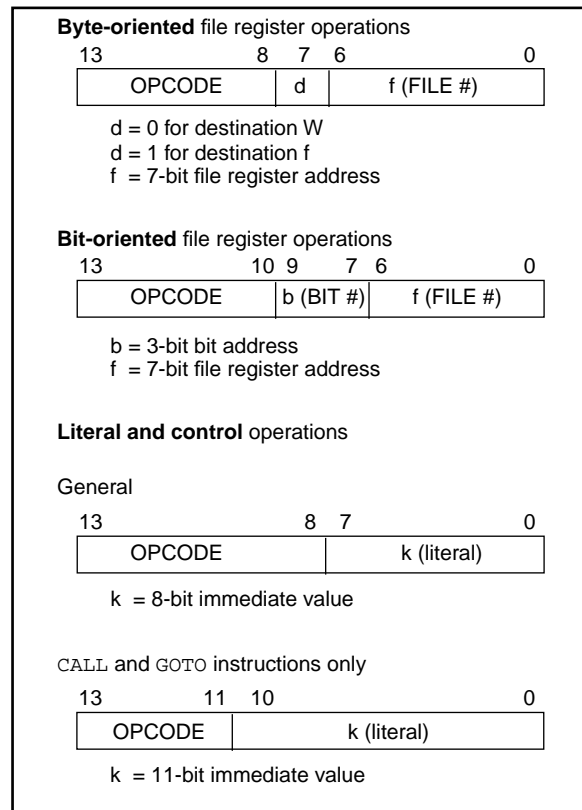 Byte-oriented file register operations
13 8 7 6 0
OPCODE d f (FILE #)
d = 0 for destination W
d = 1 for destination f
f = 7-bit file register address
Bit-oriented file register operations
13 10 9 7 6 0
OPCODE b (BIT #) f (FILE #)
b = 3-bit bit address
f = 7-bit file register address
Literal and control operations
General
13 8 7 0
OPCODE k (literal)
k = 8-bit immediate value
CALL and GOTO instructions only
13 11 10 0
OPCODE k (literal)
k = 11-bit immediate value